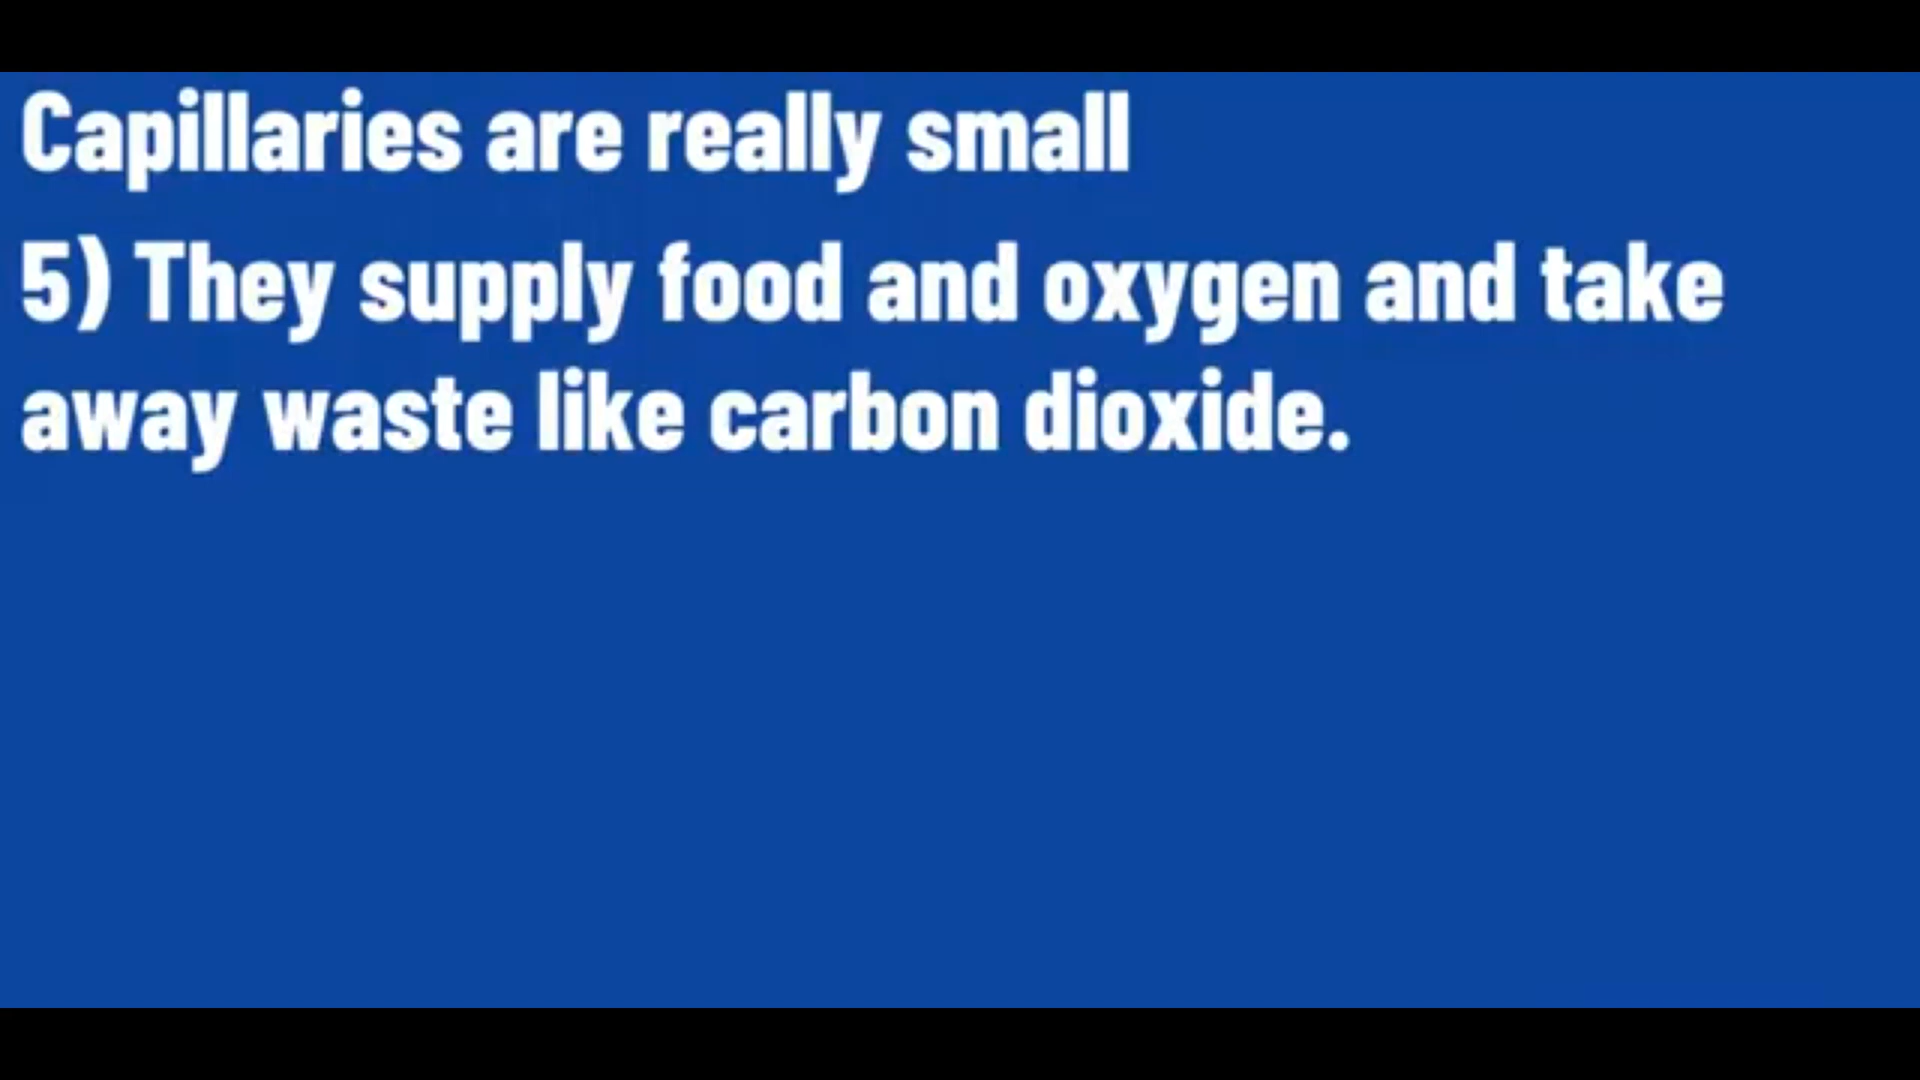 Capillaries are really small
5) They supply food and oxygen and take
away waste like carbon dioxide.